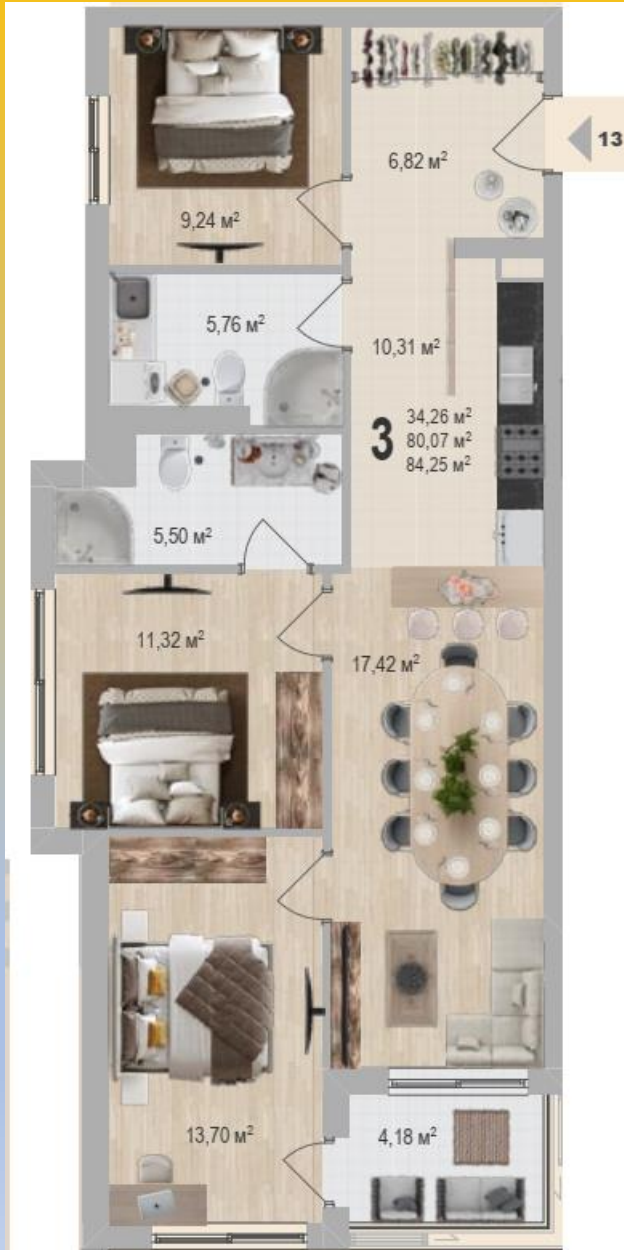 13
6,82 м²
9,24 м²
5,76 м²
10,31 м²
3
34,26 м²
80,07 м²
84,25 м²
5,50 м²
11,32 м²
17,42 м²
13,70 м²
4,18 м²